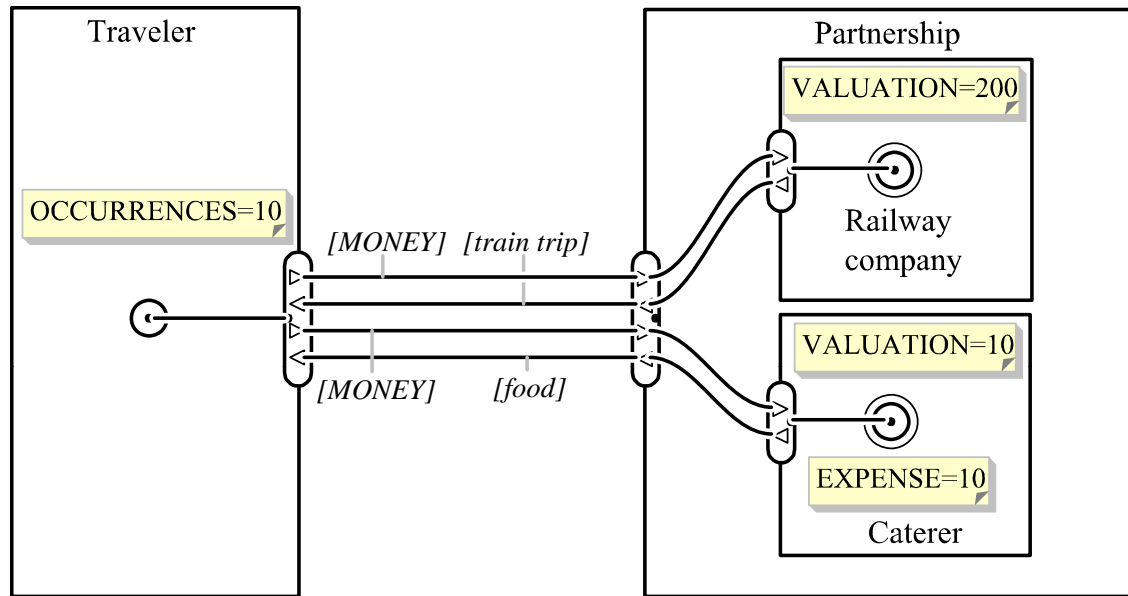 Traveler
Partnership
VALUATION=200
OCCURRENCES=10
Railway
company
[MONEY]
[train trip]
[MONEY]
[food]
VALUATION=10
EXPENSE=10
Caterer